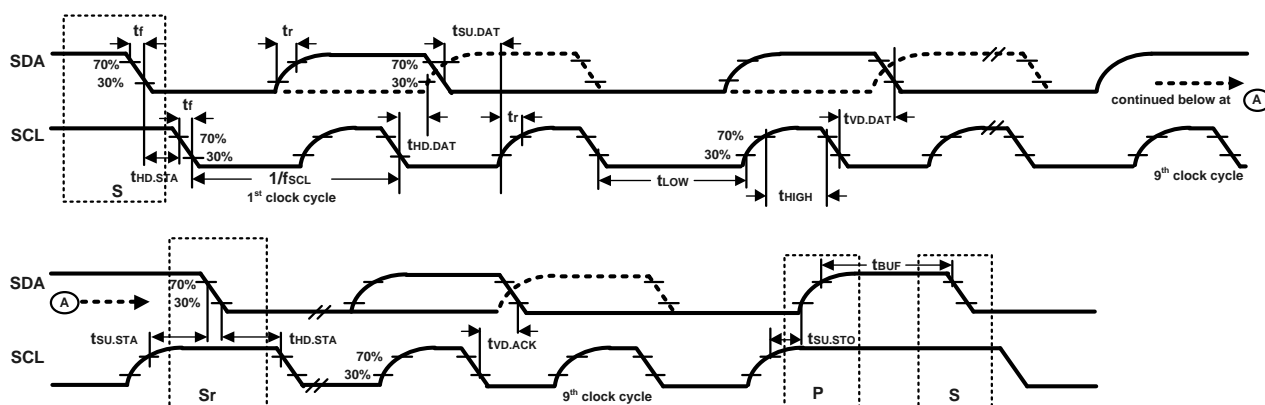 tf
tr
tSU.DAT
SDA
70%
30%
70%
30%
continued below at A
tf
tr
tVD.DAT
SCL
70%
30%
tHD.DAT
70%
30%
tHD.STA
1/fSCL
tLOW
tHIGH
S
1st clock cycle
9th clock cycle
SDA
70%
30%
tBUF
A
tSU.STA
tHD.STA
tVD.ACK
tSU.STO
SCL
70%
30%
Sr
9th clock cycle
P
S